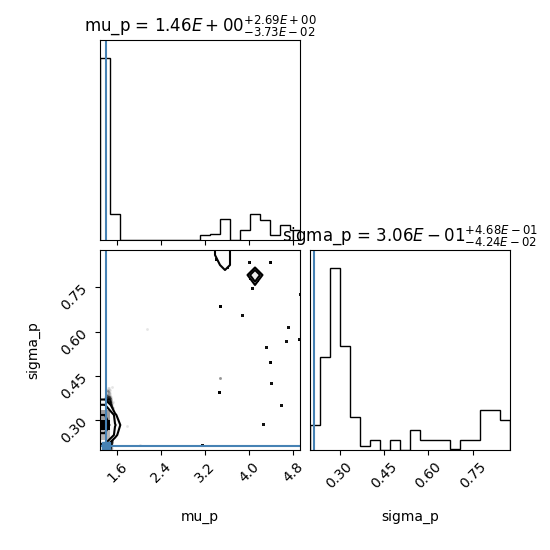 mu_p = 1.46E + 00 +2.69E + 00 −3.73E − 02
sigma_p = 3.06E − 01 +4.68E − 01 −4.24E − 02
0.75
0.60
0.45
0.30
sigma_p
1.6 2.4 3.2 4.0 4.8
0.30 0.45 0.60 0.75
mu_p
sigma_p